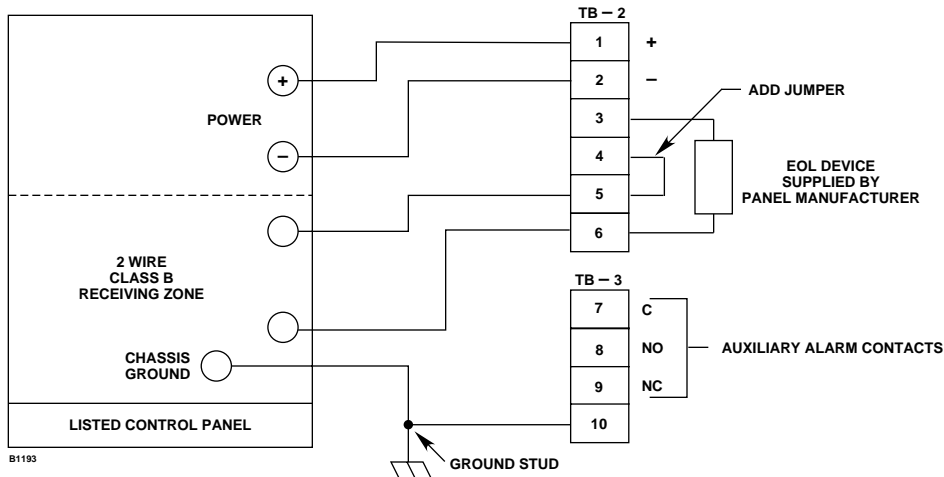 TB – 2
1 +
+
2 –
POWER
ADD JUMPER
3
4
–
5
EOL DEVICE
SUPPLIED BY
PANEL MANUFACTURER
6
2 WIRE
CLASS B
RECEIVING ZONE
TB – 3
7 C
8 NO
AUXILIARY ALARM CONTACTS
9 NC
CHASSIS
GROUND
10
LISTED CONTROL PANEL
B1193
GROUND STUD